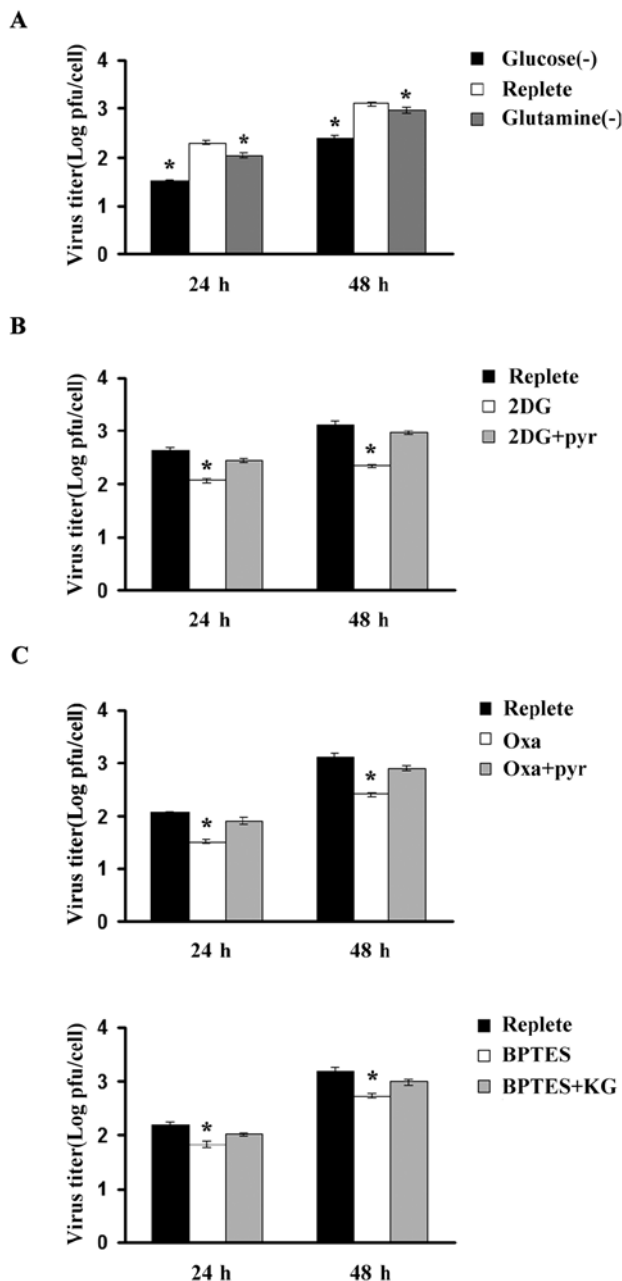 A
Virus titer(Log pfu/cell)
4
3
2
1
0
* * * *
24 h 48 h
Glucose(-)
Replete
Glutamine(-)
B
Virus titer(Log pfu/cell)
4
3
2
1
0
* *
24 h 48 h
Replete
2DG
2DG+pyr
C
Virus titer(Log pfu/cell)
4
3
2
1
0
* *
24 h 48 h
Replete
Oxa
Oxa+pyr
Virus titer(Log pfu/cell)
4
3
2
1
0
* *
24 h 48 h
Replete
BPTES
BPTES+KG